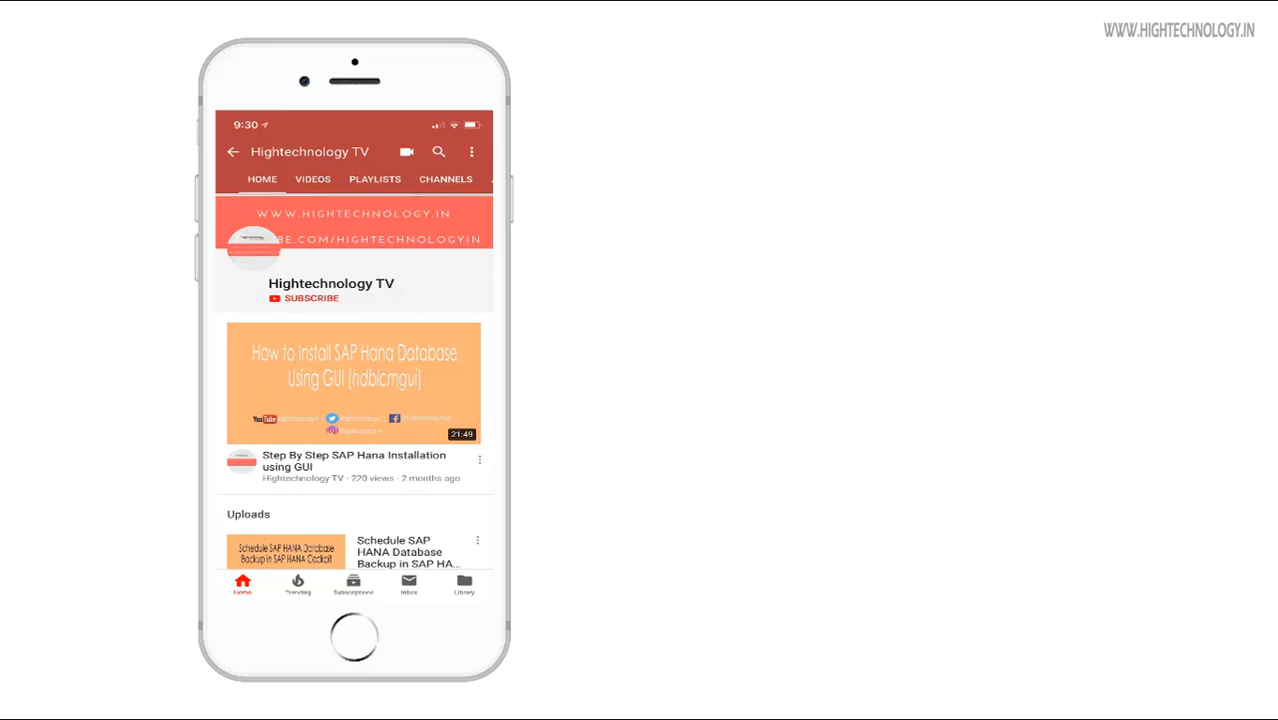 WWW.HIGHTECHNOLOGY.IN
9:30
Hightechnology TV
HOME VIDEOS PLAYLISTS CHANNELS
WWW.HIGHTECHNOLOGY.IN
BE.COM/HIGHTECHNOLOGYIN
Hightechnology TV
SUBSCRIBE
How to Install SAP Hana Database
Using GUI (hdblcmgui)
YouTube
21:49
Step By Step SAP Hana Installation
using GUI
Hightechnology TV · 220 views · 2 months ago
Uploads
Schedule SAP HANA Database
Backup in SAP HANA Cockpit
Schedule SAP
HANA Database
Backup in SAP HA...
Home Trending Subscriptions Inbox Library